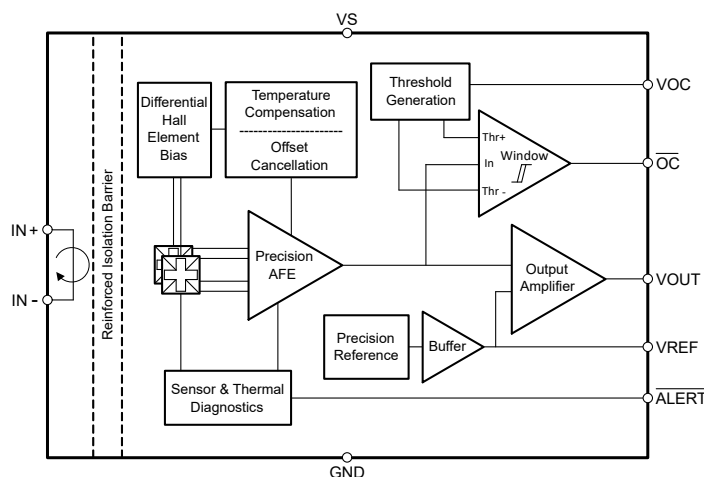 VS
Differential
Hall
Element
Bias
Temperature
Compensation
Offset
Cancellation
Threshold
Generation
VOC
Thr+
In
Window
Thr -
OC
Reinforced Isolation Barrier
IN +
IN -
Precision
AFE
Output
Amplifier
VOUT
Precision
Reference
Buffer
VREF
Sensor & Thermal
Diagnostics
ALERT
GND